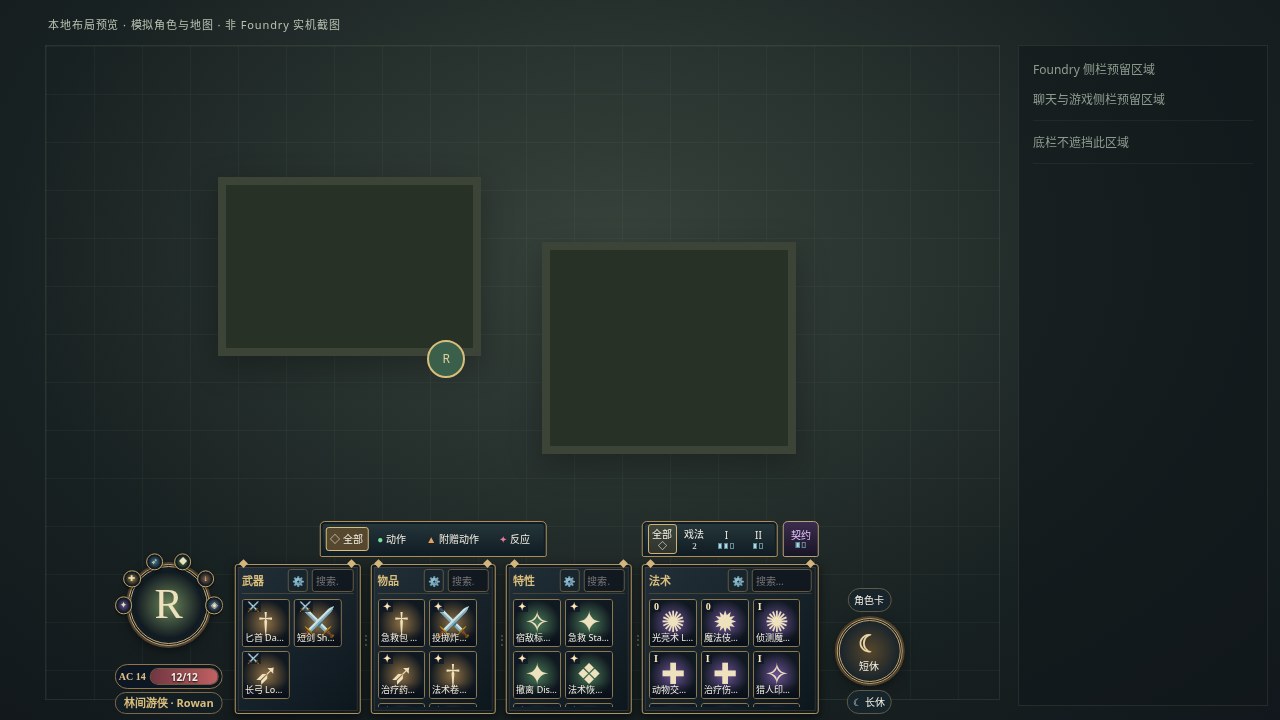 本地布局预览 · 模拟角色与地图 · 非 Foundry 实机截图
Foundry 侧栏预留区域
聊天与游戏侧栏预留区域
底栏不遮挡此区域
R
全部 动作 附赠动作 反应
全部 戏法 2 I II 契约
R
AC 14 12/12
林间游侠 · Rowan
武器 搜索.
匕首 Da... 短剑 Sh...
长弓 Lo...
物品 搜索.
急救包 ... 投掷炸...
治疗药... 法术卷...
特性 搜索.
宿敌标... 急救 Sta...
撤离 Dis... 法术恢...
法术 搜索...
0 光亮术 L... 0 魔法伎... I 侦测魔...
I 动物交... I 治疗伤... I 猎人印...
角色卡
短休
长休